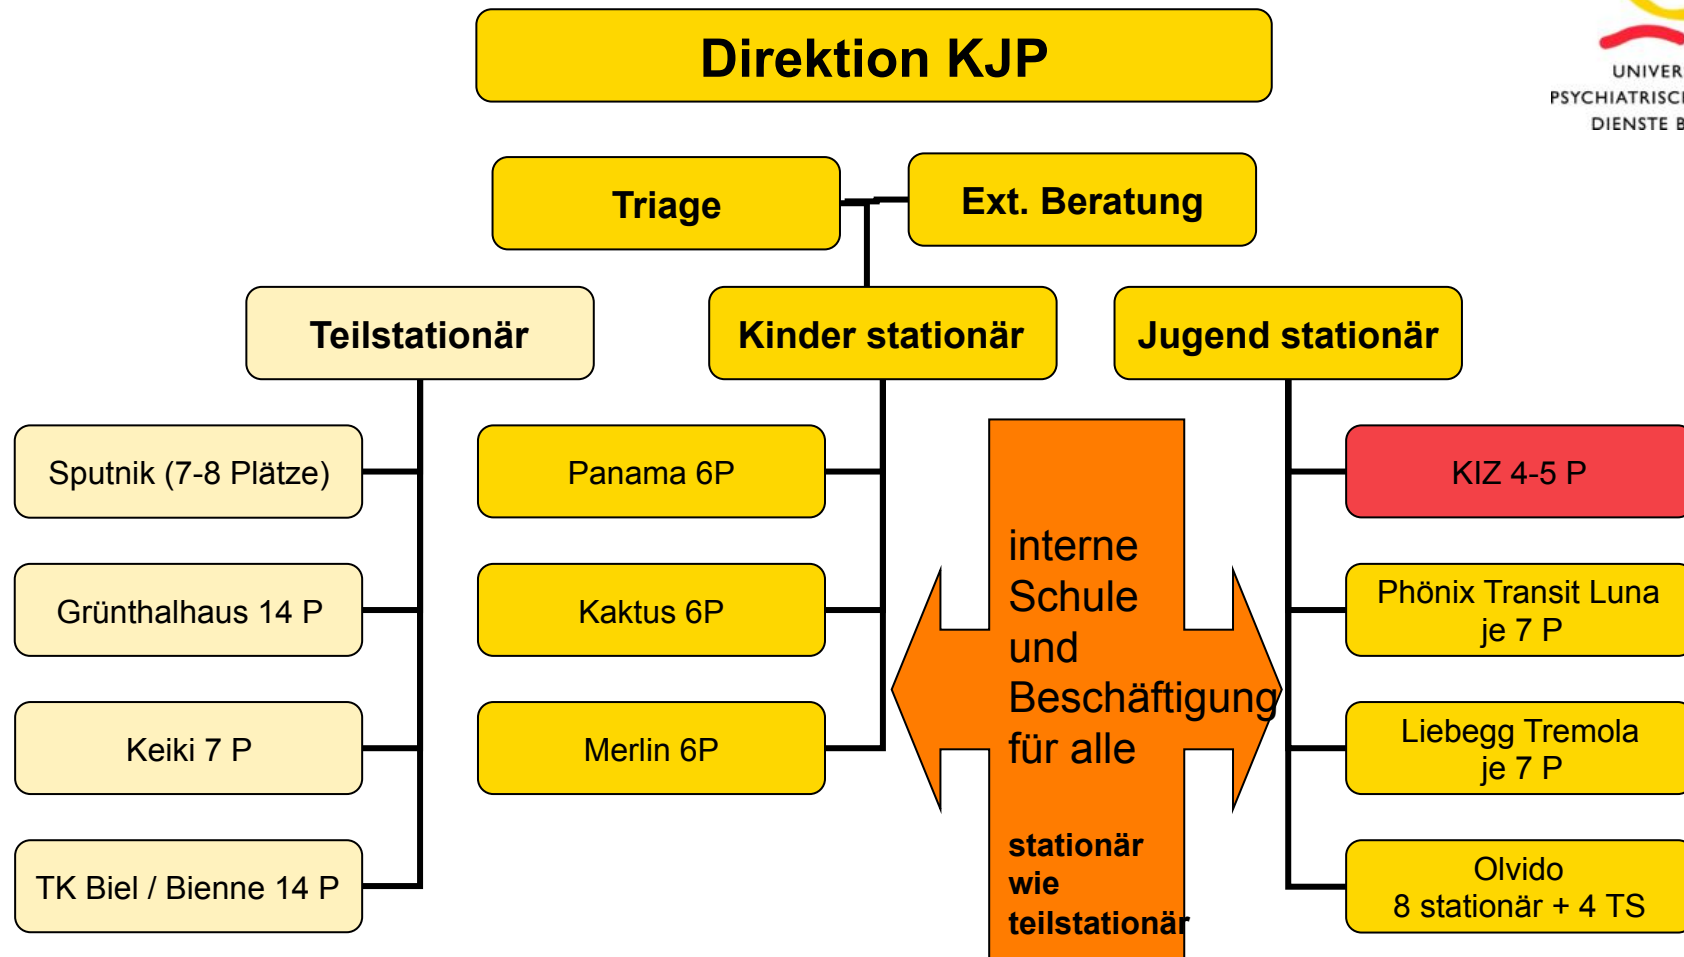 Direktion KJP
UNIVER
PSYCHIATRISC
DIENSTE B
Triage
Ext. Beratung
Teilstationär
Kinder stationär
Jugend stationär
Sputnik (7-8 Plätze)
Panama 6P
KIZ 4-5 P
Grünthalhaus 14 P
Kaktus 6P
Phönix Transit Luna
je 7 P
Keiki 7 P
Merlin 6P
Liebegg Tremola
je 7 P
TK Biel / Bienne 14 P
Olvido
8 stationär + 4 TS
interne
Schule
und
Beschäftigung
für alle
stationär
wie
teilstationär